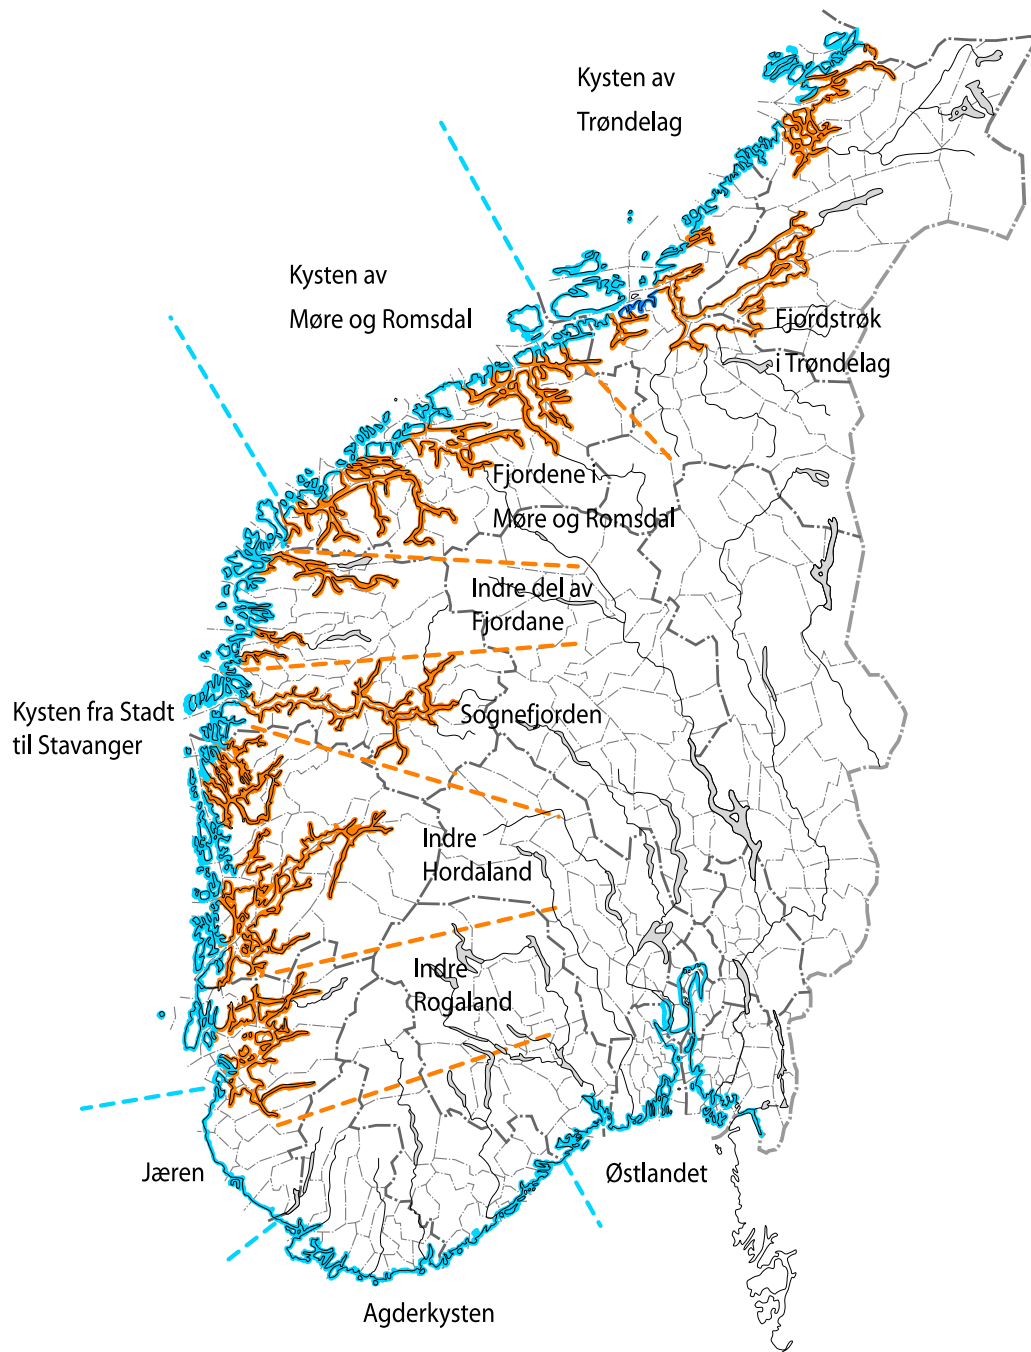 Kysten av
Trøndelag
Kysten av
Møre og Romsdal
Fjordstrøk
i Trøndelag
Fjordene i
Møre og Romsdal
Indre del av
Fjordane
Kysten fra Stadt
til Stavanger
Sognefjorden
Indre
Hordaland
Indre
Rogaland
Jæren
Østlandet
Agderkysten